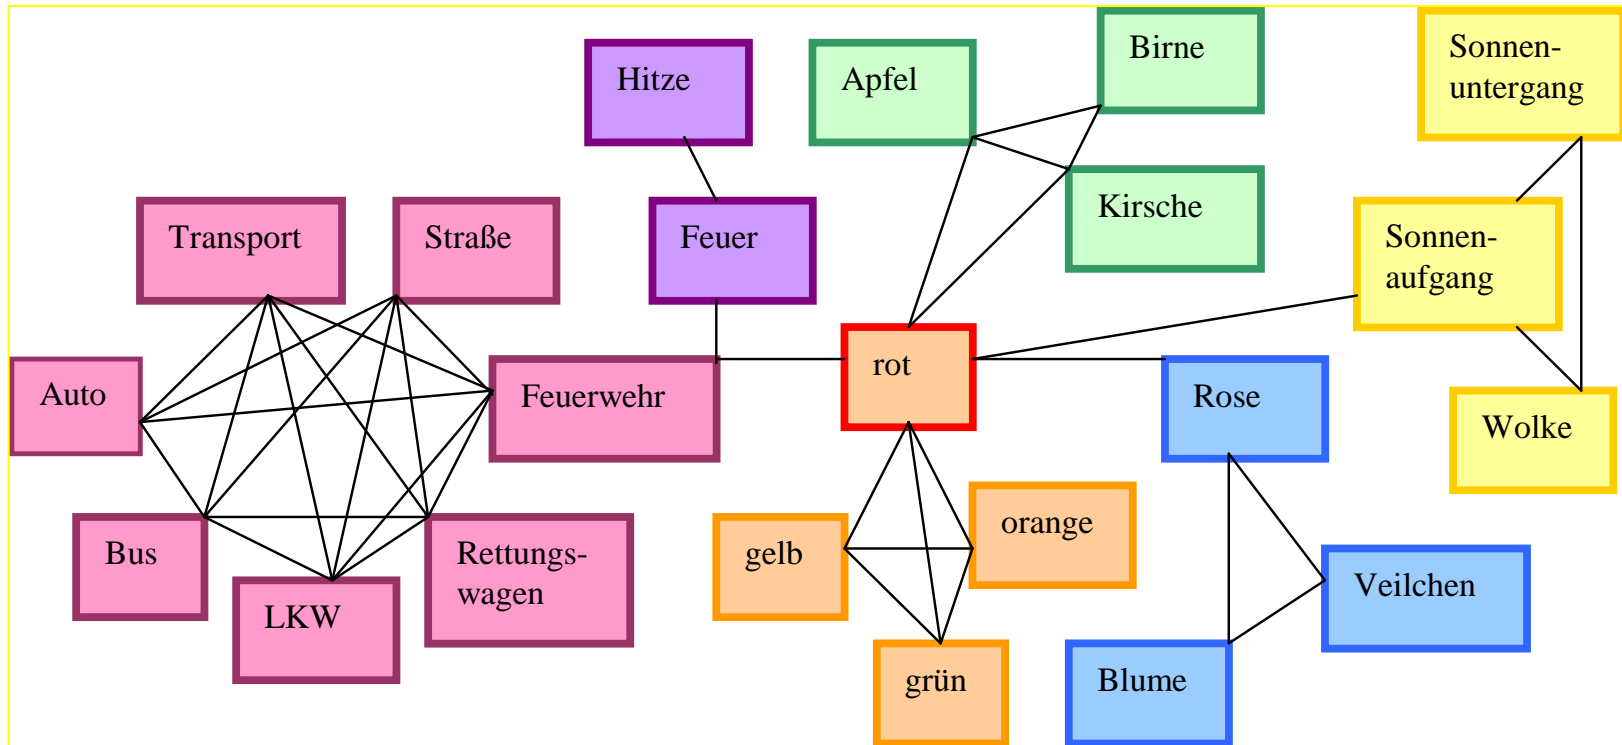 Hitze
Apfel
Birne
Sonnen-
untergang
Transport
Straße
Feuer
Kirsche
Sonnen-
aufgang
Auto
Feuerwehr
rot
Rose
Wolke
Bus
LKW
Rettungs-
wagen
gelb
orange
grün
Blume
Veilchen